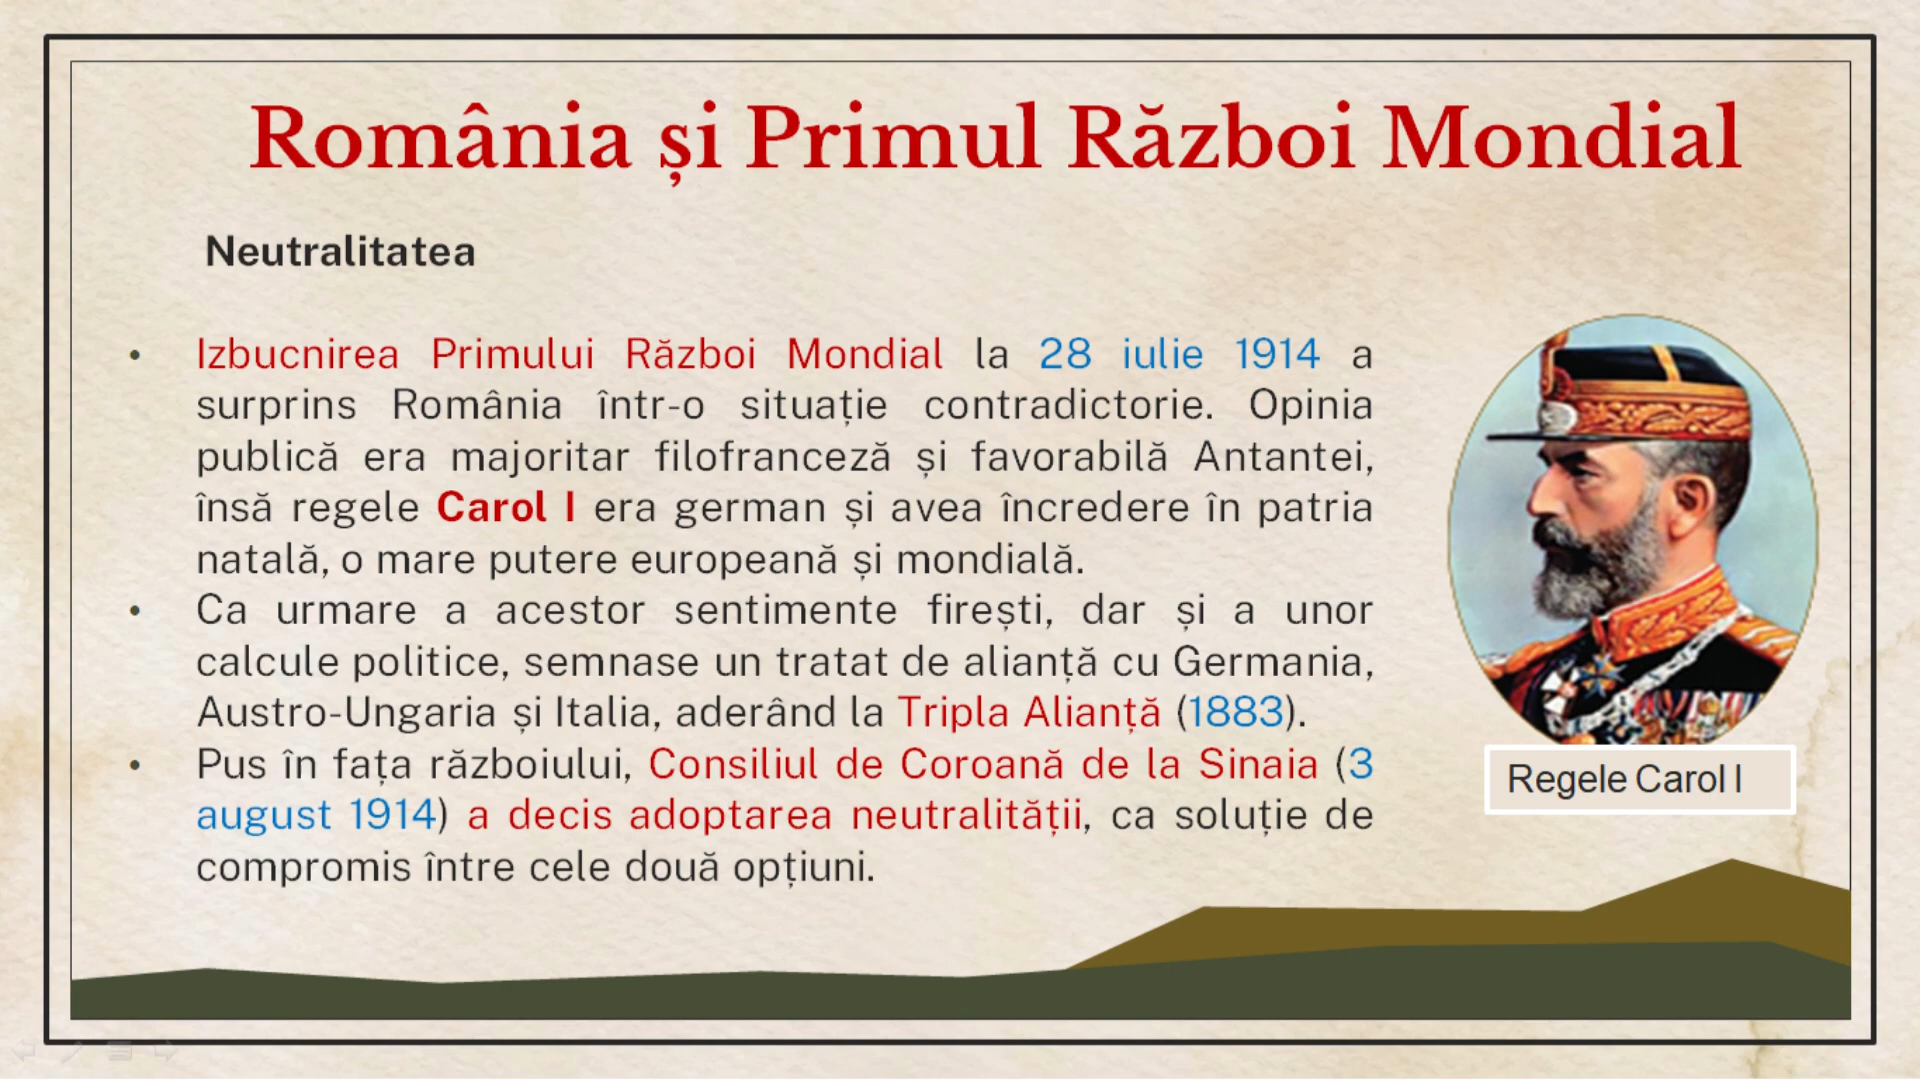 România și Primul Război Mondial
Neutralitatea
• Izbucnirea Primului Război Mondial la 28 iulie 1914 a
surprins România într-o situație contradictorie. Opinia
publică era majoritar filofranceză și favorabilă Antantei,
însă regele Carol I era german și avea încredere în patria
natală, o mare putere europeană și mondială.
• Ca urmare a acestor sentimente firești, dar și a unor
calcule politice, semnase un tratat de alianță cu Germania,
Austro-Ungaria și Italia, aderând la Tripla Alianță (1883).
• Pus în fața războiului, Consiliul de Coroană de la Sinaia (3
august 1914) a decis adoptarea neutralității, ca soluție de
compromis între cele două opțiuni.
Regele Carol I